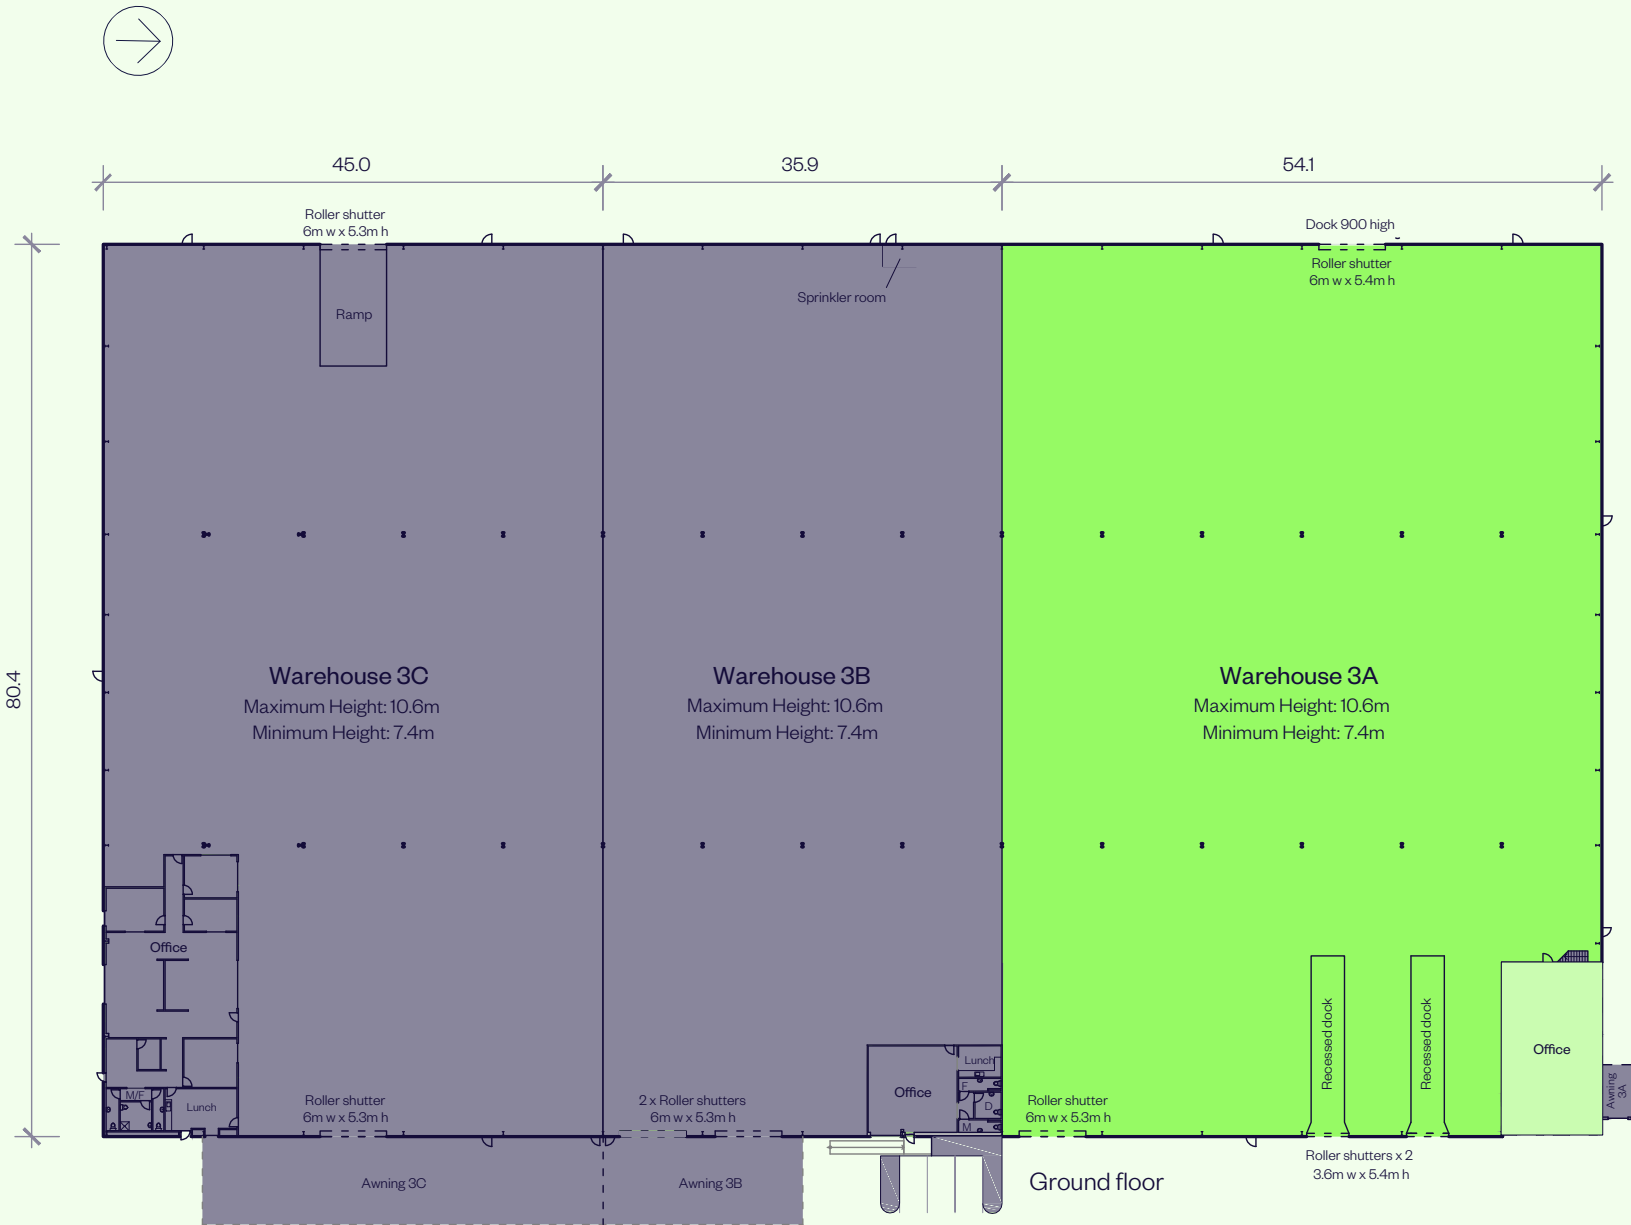 45.0
35.9
54.1
Roller shutter
6m w x 5.3m h
Dock 900 high
Roller shutter
6m w x 5.4m h
Ramp
Sprinkler room
80.4
Warehouse 3C
Maximum Height: 10.6m
Minimum Height: 7.4m
Warehouse 3B
Maximum Height: 10.6m
Minimum Height: 7.4m
Warehouse 3A
Maximum Height: 10.6m
Minimum Height: 7.4m
Office
M/F
Lunch
Roller shutter
6m w x 5.3m h
2 x Roller shutters
6m w x 5.3m h
Office
Lunch
F
D
M
Roller shutter
6m w x 5.3m h
Recessed dock
Recessed dock
Office
Awning
3A
Roller shutters x 2
3.6m w x 5.4m h
Awning 3C
Awning 3B
Ground floor